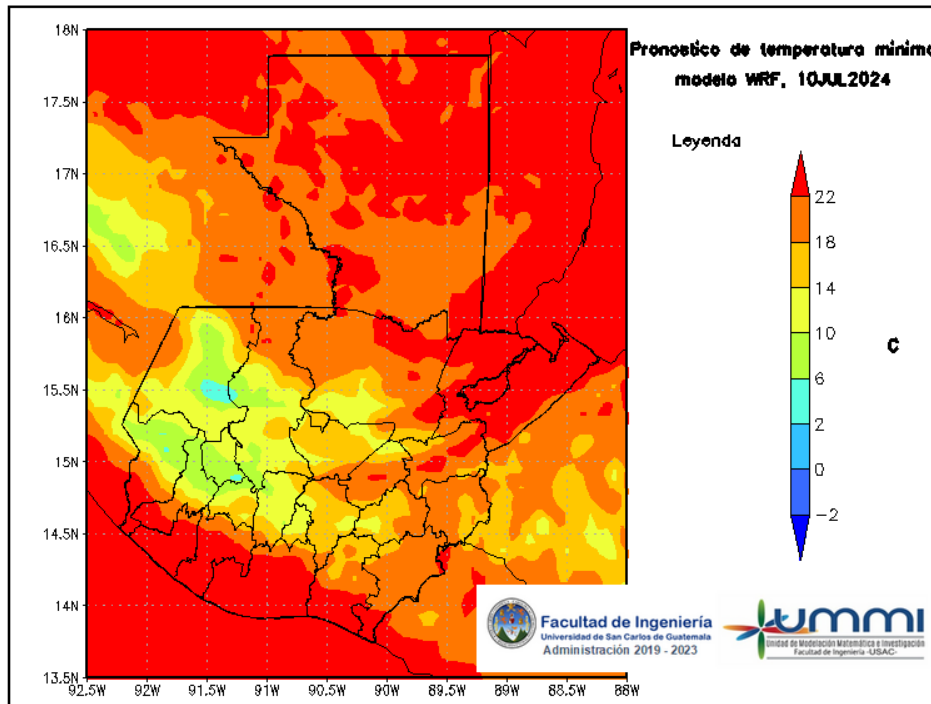 Pronostico de temperatura minima
modelo WRF, 10JUL2024
Leyenda
22
18
14
10
6
2
0
-2
C
18N
17.5N
17N
16.5N
16N
15.5N
15N
14.5N
14N
13.5N
92.5W 92W 91.5W 91W 90.5W 90W 89.5W 89W 88.5W 88W
Facultad de Ingeniería
Universidad de San Carlos de Guatemala
Administración 2019 - 2023
ummi
Unidad de Modelación Matemática e Investigación
Facultad de Ingeniería -USAC-